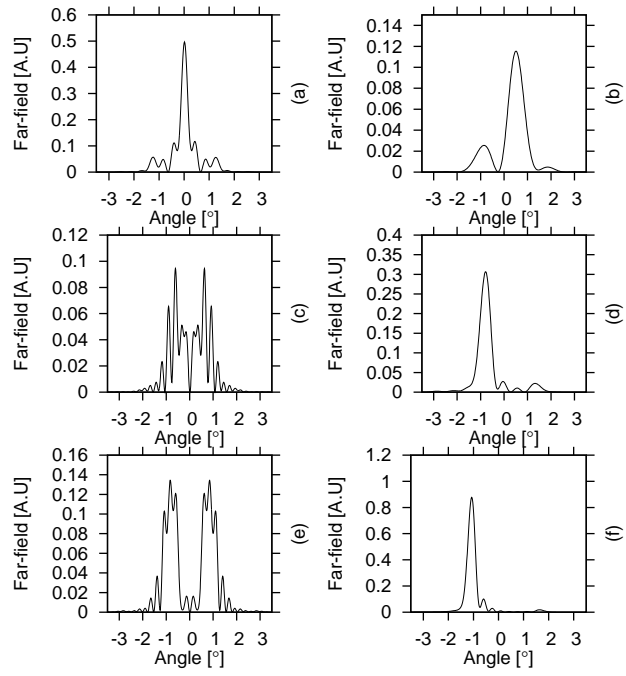 Far-field [A.U]
0.6
0.5
0.4
0.3
0.2
0.1
0
-3 -2 -1 0 1 2 3
Angle [°]
(a)
Far-field [A.U]
0.14
0.12
0.1
0.08
0.06
0.04
0.02
0
-3 -2 -1 0 1 2 3
Angle [°]
(b)
Far-field [A.U]
0.12
0.1
0.08
0.06
0.04
0.02
0
-3 -2 -1 0 1 2 3
Angle [°]
(c)
Far-field [A.U]
0.4
0.35
0.3
0.25
0.2
0.15
0.1
0.05
0
-3 -2 -1 0 1 2 3
Angle [°]
(d)
Far-field [A.U]
0.16
0.14
0.12
0.1
0.08
0.06
0.04
0.02
0
-3 -2 -1 0 1 2 3
Angle [°]
(e)
Far-field [A.U]
1.2
1
0.8
0.6
0.4
0.2
0
-3 -2 -1 0 1 2 3
Angle [°]
(f)